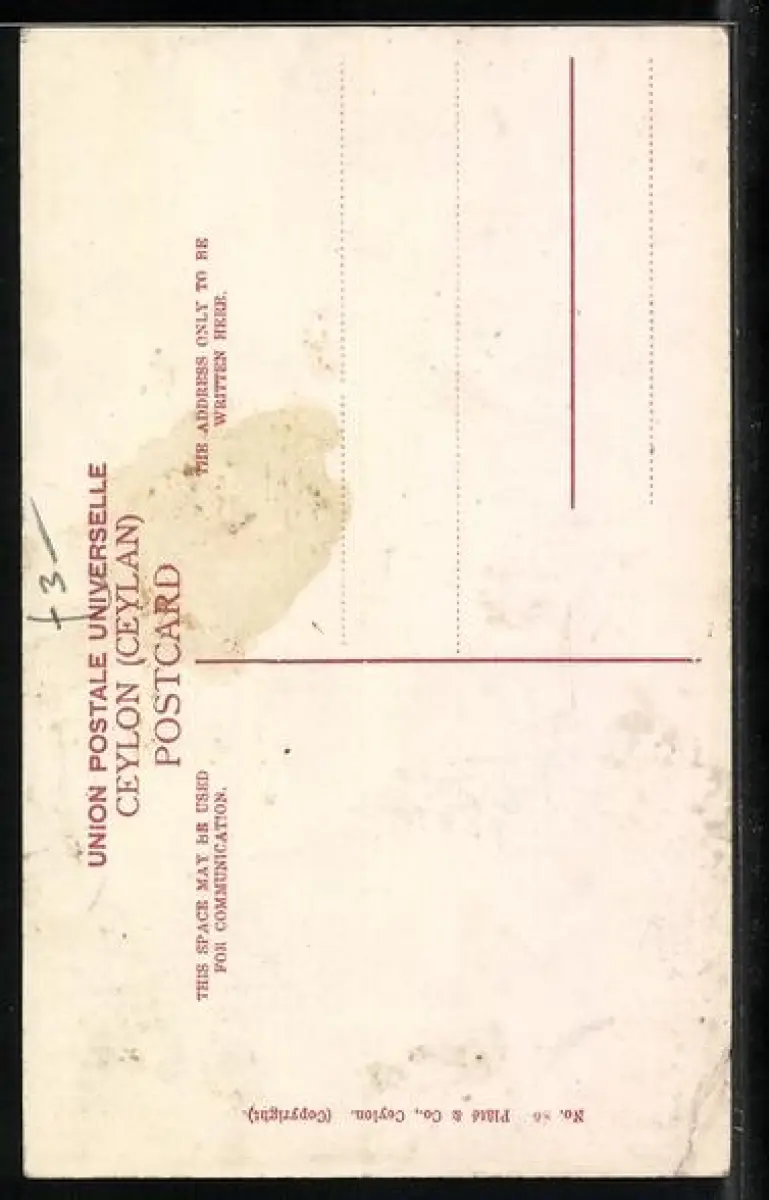 UNION POSTALE UNIVERSELLE
CEYLON (CEYLAN)
POSTCARD
THIS SPACE MAY BE USED
FOR COMMUNICATION.
THE ADDRESS ONLY TO BE
WRITTEN HERE.
No. 86 Plâté & Co., Ceylon. (Copyright).